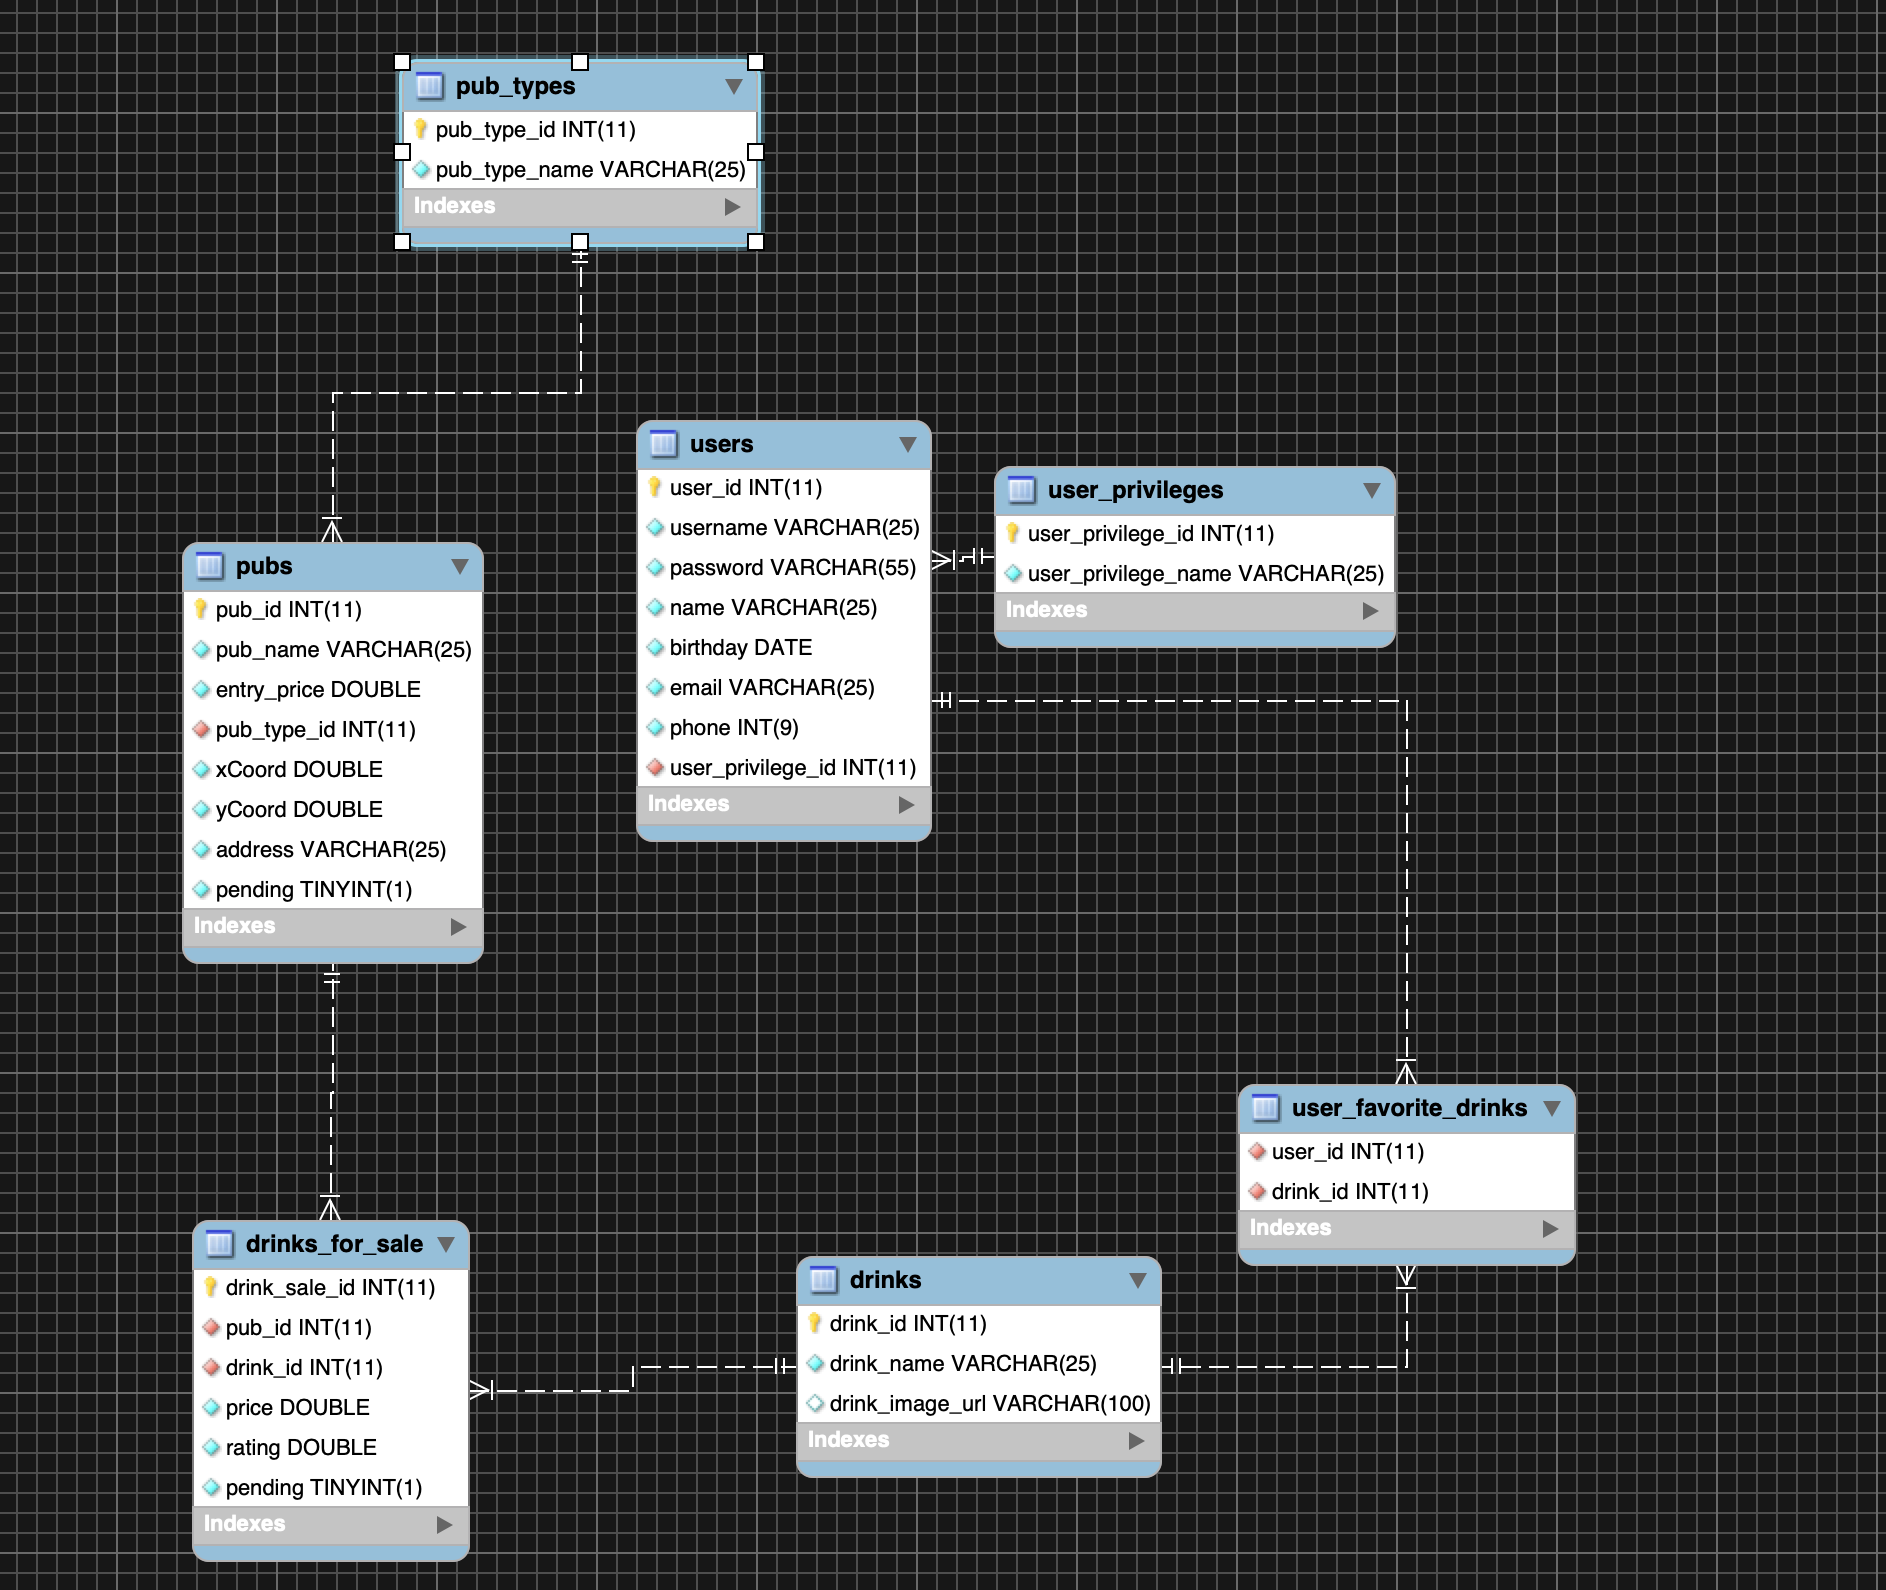 pub_types
pub_type_id INT(11)
pub_type_name VARCHAR(25)
Indexes
users
user_id INT(11)
username VARCHAR(25)
password VARCHAR(55)
name VARCHAR(25)
birthday DATE
email VARCHAR(25)
phone INT(9)
user_privilege_id INT(11)
Indexes
user_privileges
user_privilege_id INT(11)
user_privilege_name VARCHAR(25)
Indexes
pubs
pub_id INT(11)
pub_name VARCHAR(25)
entry_price DOUBLE
pub_type_id INT(11)
xCoord DOUBLE
yCoord DOUBLE
address VARCHAR(25)
pending TINYINT(1)
Indexes
user_favorite_drinks
user_id INT(11)
drink_id INT(11)
Indexes
drinks_for_sale
drink_sale_id INT(11)
pub_id INT(11)
drink_id INT(11)
price DOUBLE
rating DOUBLE
pending TINYINT(1)
Indexes
drinks
drink_id INT(11)
drink_name VARCHAR(25)
drink_image_url VARCHAR(100)
Indexes